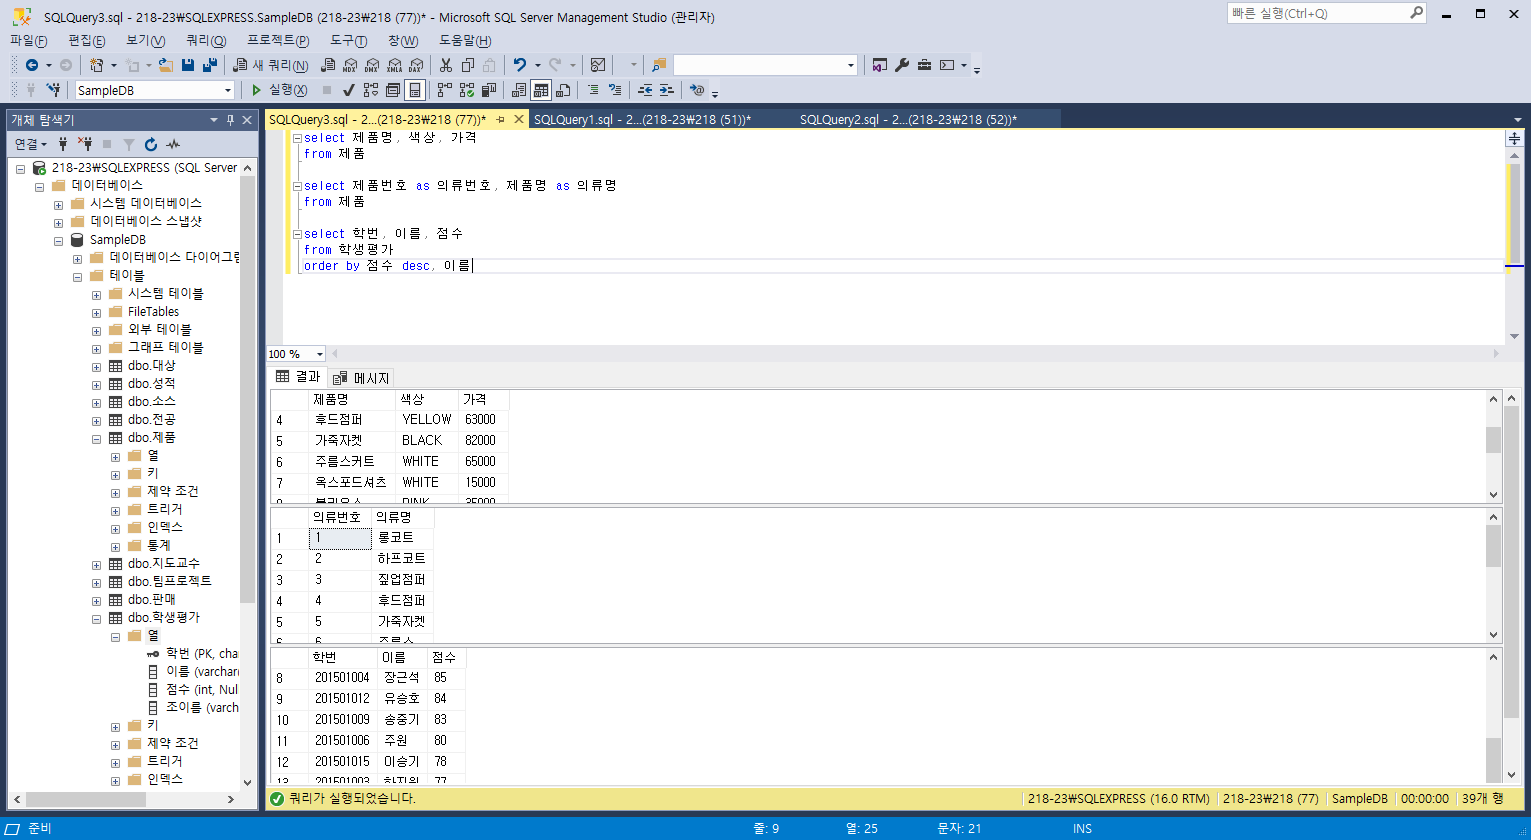 SQLQuery3.sql - 218-23₩SQLEXPRESS.SampleDB (218-23₩218 (77))* - Microsoft SQL Server Management Studio (관리자)
빠른 실행(Ctrl+Q)
파일(F) 편집(E) 보기(V) 쿼리(Q) 프로젝트(P) 도구(T) 창(W) 도움말(H)
새 쿼리(N) MDX DMX XMLA DAX
SampleDB 실행(X)
개체 탐색기
연결
218-23₩SQLEXPRESS (SQL Server
데이터베이스
시스템 데이터베이스
데이터베이스 스냅샷
SampleDB
데이터베이스 다이어그램
테이블
시스템 테이블
FileTables
외부 테이블
그래프 테이블
dbo.대상
dbo.성적
dbo.소스
dbo.전공
dbo.제품
열
키
제약 조건
트리거
인덱스
통계
dbo.지도교수
dbo.팀프로젝트
dbo.판매
dbo.학생평가
열
학번 (PK, cha
이름 (varchar
점수 (int, Nul
조이름 (varch
키
제약 조건
트리거
인덱스
SQLQuery3.sql - 2...(218-23₩218 (77))* SQLQuery1.sql - 2...(218-23₩218 (51))* SQLQuery2.sql - 2...(218-23₩218 (52))*
select 제품명, 색상, 가격
from 제품
select 제품번호 as 의류번호, 제품명 as 의류명
from 제품
select 학번, 이름, 점수
from 학생평가
order by 점수 desc, 이름
100 %
결과 메시지
제품명 색상 가격
4 후드점퍼 YELLOW 63000
5 가죽자켓 BLACK 82000
6 주름스커트 WHITE 65000
7 옥스포드셔츠 WHITE 15000
의류번호 의류명
1 1 롱코트
2 2 하프코트
3 3 짚업점퍼
4 4 후드점퍼
5 5 가죽자켓
학번 이름 점수
8 201501004 장근석 85
9 201501012 유승호 84
10 201501009 송중기 83
11 201501006 주원 80
12 201501015 이승기 78
13 201501003 하지원 77
쿼리가 실행되었습니다.
218-23₩SQLEXPRESS (16.0 RTM) 218-23₩218 (77) SampleDB 00:00:00 39개 행
준비 줄: 9 열: 25 문자: 21 INS